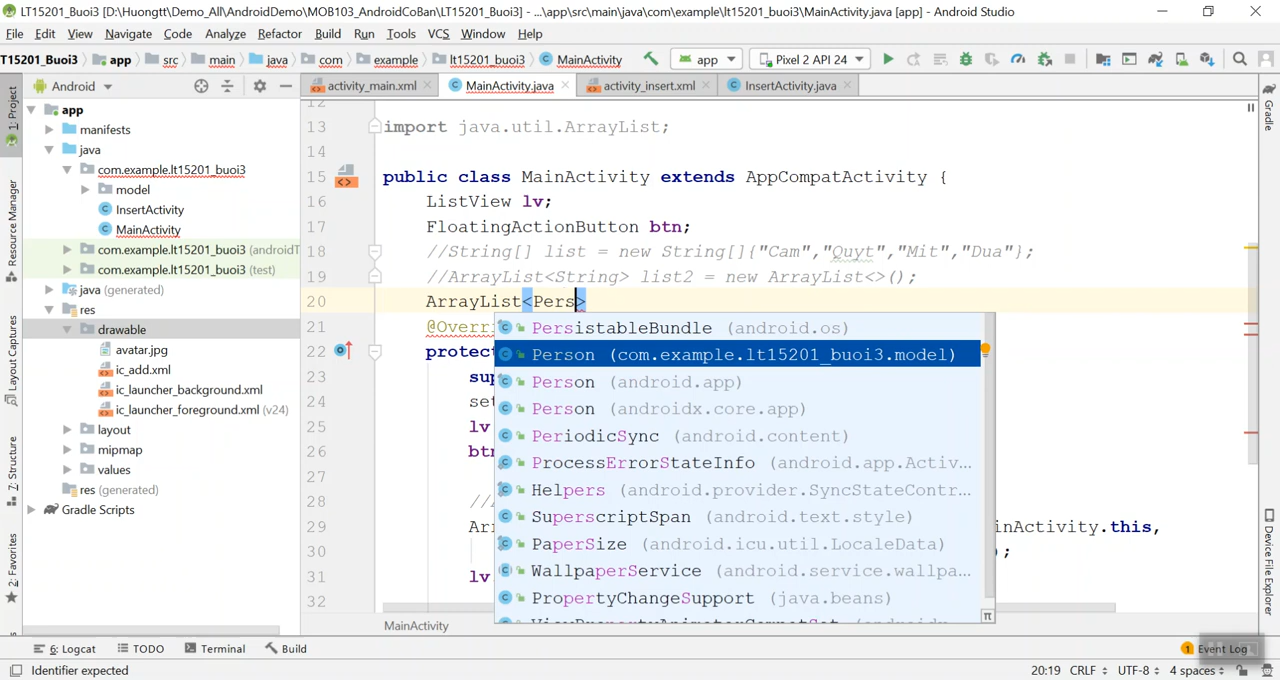 MOB103_AndroidCoBan [D:\Huongtt\Demo_All\AndroidDemo\MOB103_AndroidCoBan\LT15201_Buoi3] - ...\app\src\main\java\com\example\lt15201_buoi3\MainActivity.java [app] - Android Studio
File Edit View Navigate Code Analyze Refactor Build Run Tools VCS Window Help
T15201_Buoi3 app src main java com example lt15201_buoi3 MainActivity app Pixel 2 API 24
Android activity_main.xml MainActivity.java activity_insert.xml InsertActivity.java
1: Project
Resource Manager
Layout Captures
7: Structure
2: Favorites
app
manifests
java
com.example.lt15201_buoi3
model
InsertActivity
MainActivity
com.example.lt15201_buoi3 (androidT
com.example.lt15201_buoi3 (test)
java (generated)
res
drawable
avatar.jpg
ic_add.xml
ic_launcher_background.xml
ic_launcher_foreground.xml (v24)
layout
mipmap
values
res (generated)
Gradle Scripts
12
13 import java.util.ArrayList;
14
15 public class MainActivity extends AppCompatActivity {
16 ListView lv;
17 FloatingActionButton btn;
18 //String[] list = new String[]{"Cam","Quyt","Mit","Dua"};
19 //ArrayList<String> list2 = new ArrayList<>();
20 ArrayList<Pers>
21 @Overri
22 protec
23 sup
24 set
25 lv
26 btn
27
28 //
29 Arr inActivity.this,
30 );
31 lv
32
PersistableBundle (android.os)
Person (com.example.lt15201_buoi3.model)
Person (android.app)
Person (androidx.core.app)
PeriodicSync (android.content)
ProcessErrorStateInfo (android.app.Activ...
Helpers (android.provider.SyncStateContr...
SuperscriptSpan (android.text.style)
PaperSize (android.icu.util.LocaleData)
WallpaperService (android.service.wallpa...
PropertyChangeSupport (java.beans)
π
MainActivity
Gradle
Device File Explorer
6: Logcat TODO Terminal Build 1 Event Log
Identifier expected 20:19 CRLF UTF-8 4 spaces